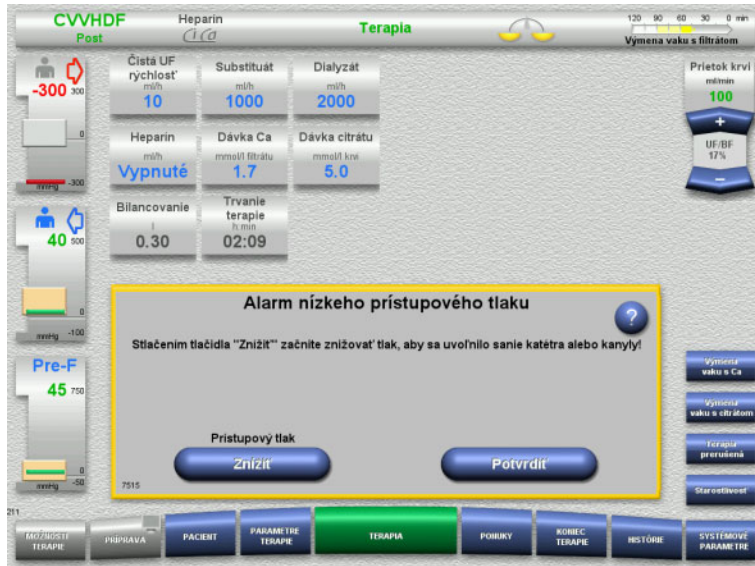 CVVHDF
Post
Heparin
Ci Ca
Terapia
120 90 60 30 0 min
Výmena vaku s filtrátom
-300
300
0
mmHg -300
Čistá UF
rýchlosť
ml/h
10
Substituát
ml/h
1000
Dialyzát
ml/h
2000
Prietok krvi
ml/min
100
+
UF/BF
17%
−
Heparin
ml/h
Vypnuté
Dávka Ca
mmol/l filtrátu
1.7
Dávka citrátu
mmol/l krvi
5.0
Bilancovanie
l
0.30
Trvanie
terapie
h:min
02:09
40
500
0
mmHg -100
Pre-F
45
750
0
mmHg -50
Alarm nízkeho prístupového tlaku
?
Stlačením tlačidla "Znížiť" začnite znižovať tlak, aby sa uvoľnilo sanie katétra alebo kanyly!
Prístupový tlak
Znížiť
Potvrdiť
7515
Výmena
vaku s Ca
Výmena
vaku s citrátom
Terapia
prerušená
Starostlivosť
211
MOŽNOSTI
TERAPIE
PRÍPRAVA
PACIENT
PARAMETRE
TERAPIE
TERAPIA
PONUKY
KONIEC
TERAPIE
HISTÓRIE
SYSTÉMOVÉ
PARAMETRE